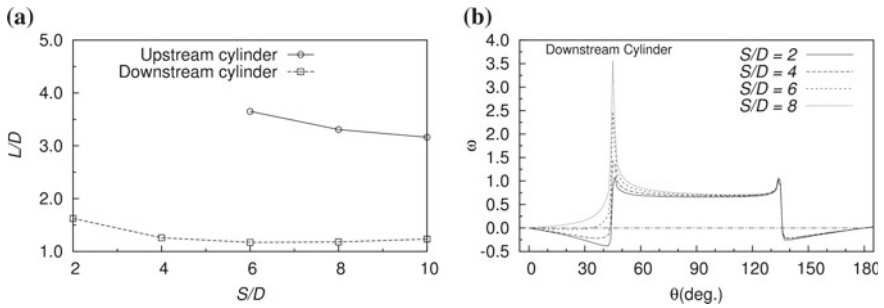 (a)
5.0
4.0
3.0
2.0
1.0
L/D
Upstream cylinder
Downstream cylinder
2 4 6 8 10
S/D
(b)
4.0
3.5
3.0
2.5
2.0
1.5
1.0
0.5
0.0
-0.5
ω
Downstream Cylinder
S/D = 2
S/D = 4
S/D = 6
S/D = 8
0 30 60 90 120 150 180
θ(deg.)